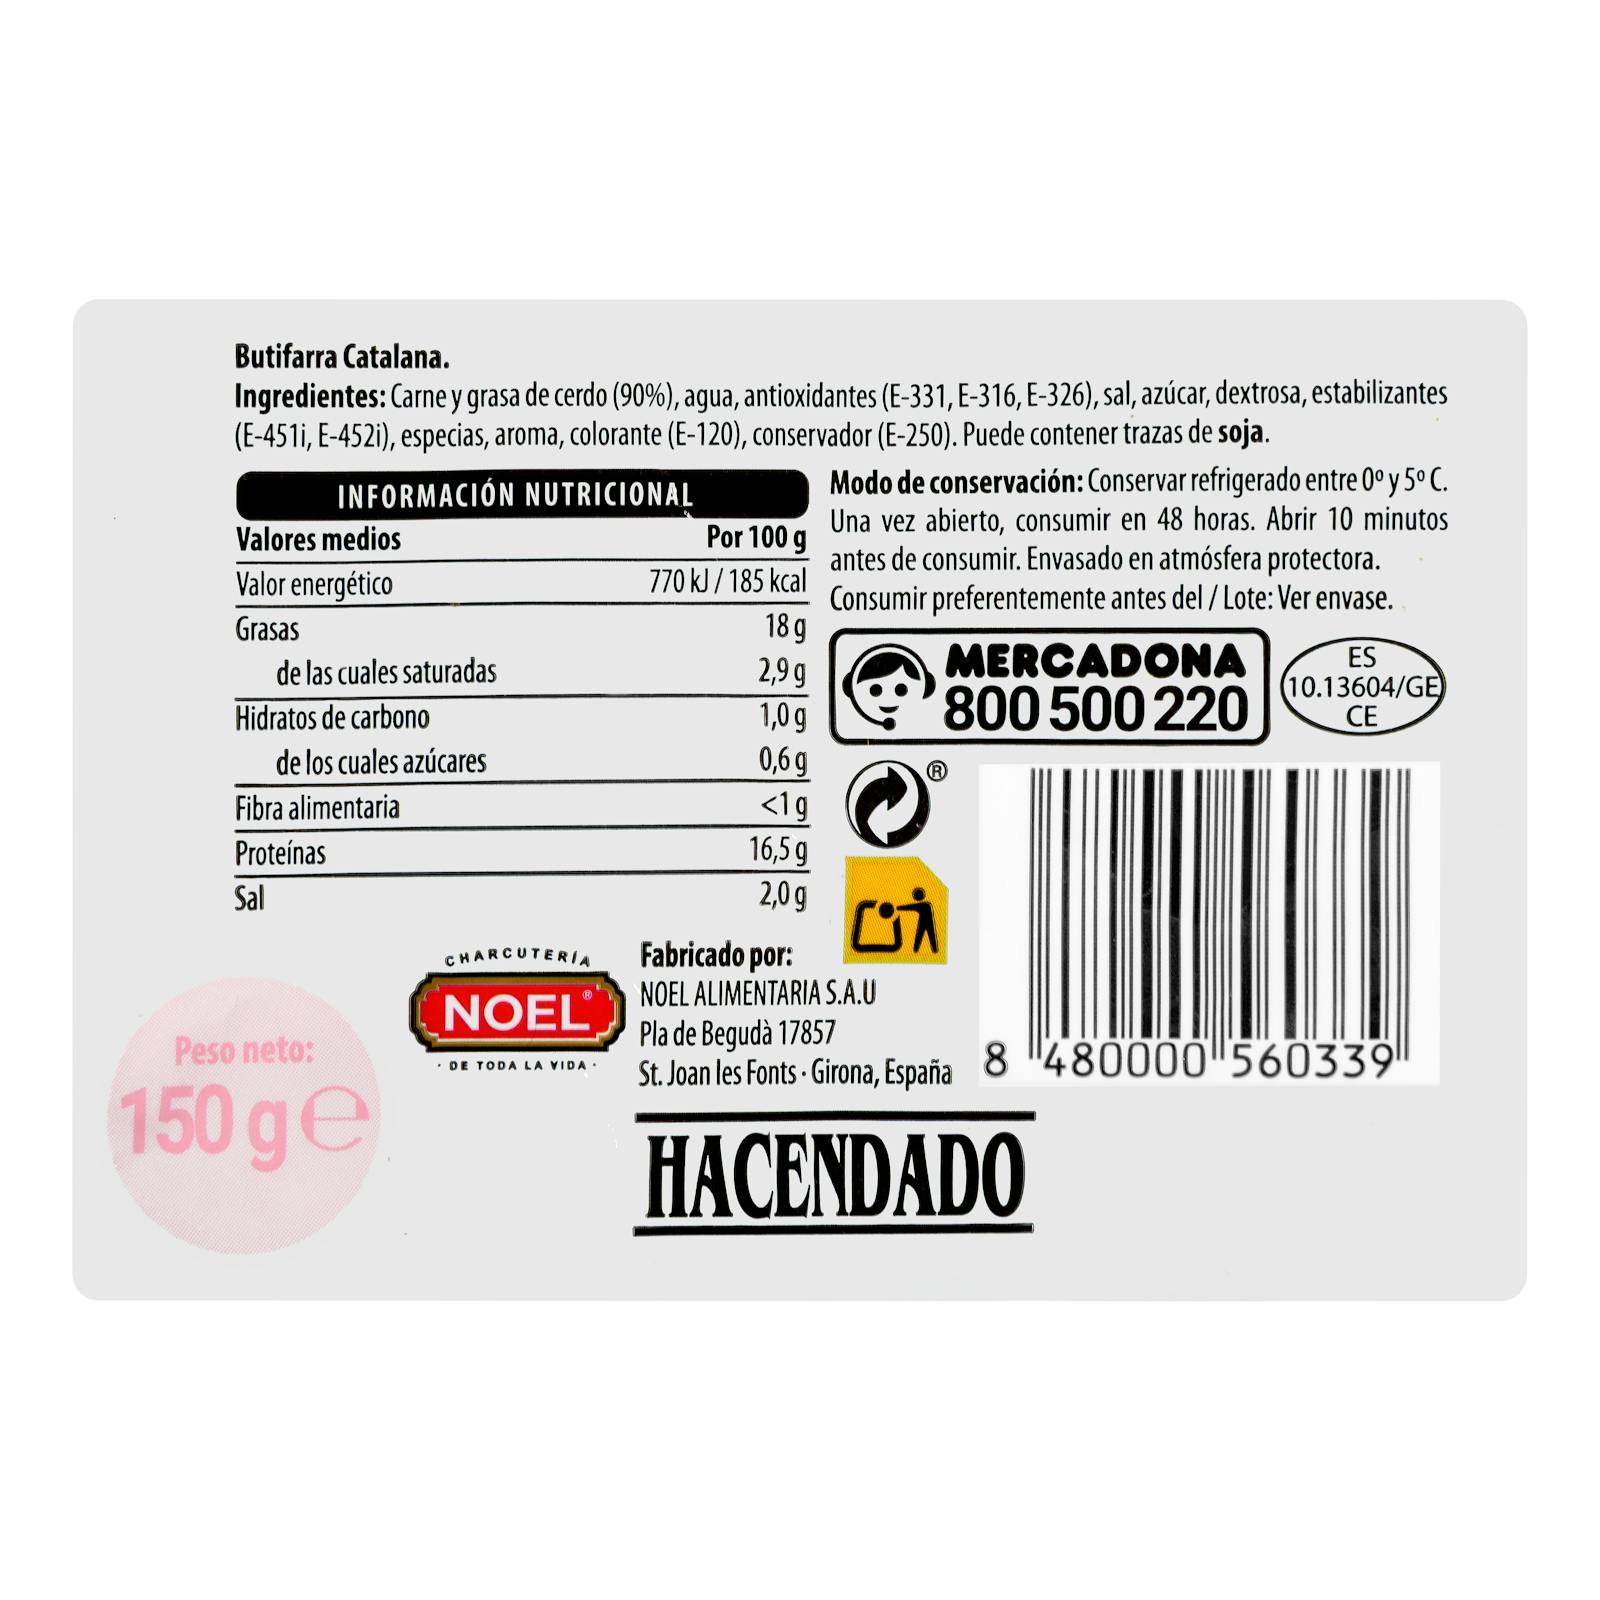 Butifarra Catalana.
Ingredientes: Carne y grasa de cerdo (90%), agua, antioxidantes (E-331, E-316, E-326), sal, azúcar, dextrosa, estabilizantes
(E-451i, E-452i), especias, aroma, colorante (E-120), conservador (E-250). Puede contener trazas de soja.
INFORMACIÓN NUTRICIONAL
Valores medios Por 100 g
Valor energético 770 kJ / 185 kcal
Grasas 18 g
de las cuales saturadas 2,9 g
Hidratos de carbono 1,0 g
de los cuales azúcares 0,6 g
Fibra alimentaria <1 g
Proteínas 16,5 g
Sal 2,0 g
Modo de conservación: Conservar refrigerado entre 0º y 5º C.
Una vez abierto, consumir en 48 horas. Abrir 10 minutos
antes de consumir. Envasado en atmósfera protectora.
Consumir preferentemente antes del / Lote: Ver envase.
MERCADONA
800 500 220
ES
10.13604/GE
CE
®
CHARCUTERÍA
NOEL®
· DE TODA LA VIDA ·
Fabricado por:
NOEL ALIMENTARIA S.A.U
Pla de Begudà 17857
St. Joan les Fonts · Girona, España
8 480000 560339
Peso neto:
150 g e
HACENDADO